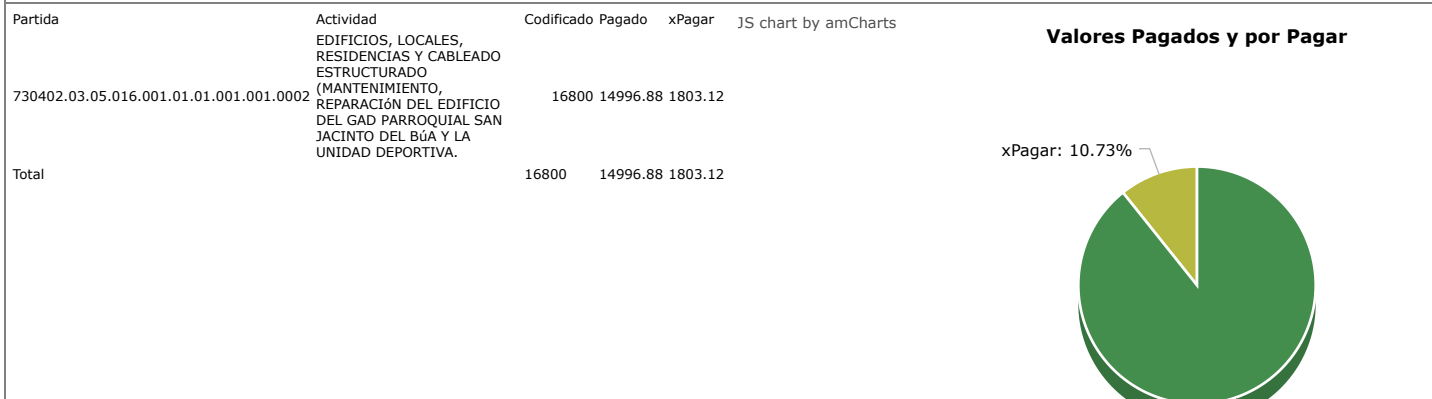 Partida Actividad Codificado Pagado xPagar
730402.03.05.016.001.01.01.001.001.0002
EDIFICIOS, LOCALES,
RESIDENCIAS Y CABLEADO
ESTRUCTURADO
(MANTENIMIENTO,
REPARACIóN DEL EDIFICIO
DEL GAD PARROQUIAL SAN
JACINTO DEL BúA Y LA
UNIDAD DEPORTIVA.
16800 14996.88 1803.12
Total 16800 14996.88 1803.12
JS chart by amCharts
Valores Pagados y por Pagar
xPagar: 10.73%